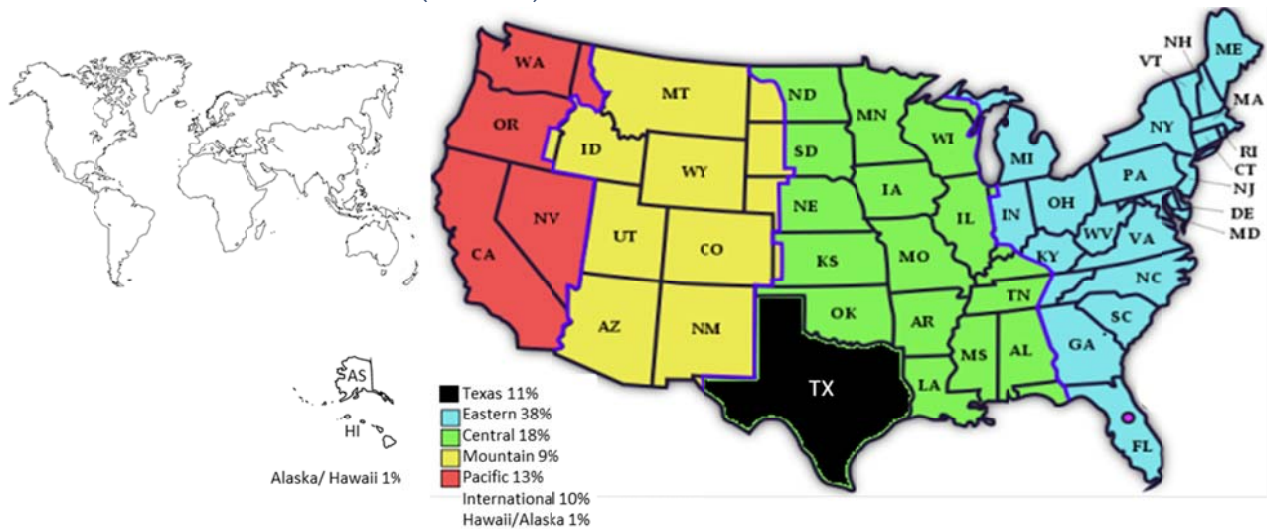 WA
OR
CA
NV
ID
MT
WY
UT
CO
AZ
NM
ND
SD
NE
KS
OK
TX
MN
IA
MO
AR
LA
WI
IL
MS
AL
TN
KY
IN
MI
OH
WV
VA
NC
SC
GA
FL
PA
NY
VT
NH
ME
MA
RI
CT
NJ
DE
MD
AS
HI
Alaska/ Hawaii 1%
Texas 11%
Eastern 38%
Central 18%
Mountain 9%
Pacific 13%
International 10%
Hawaii/Alaska 1%